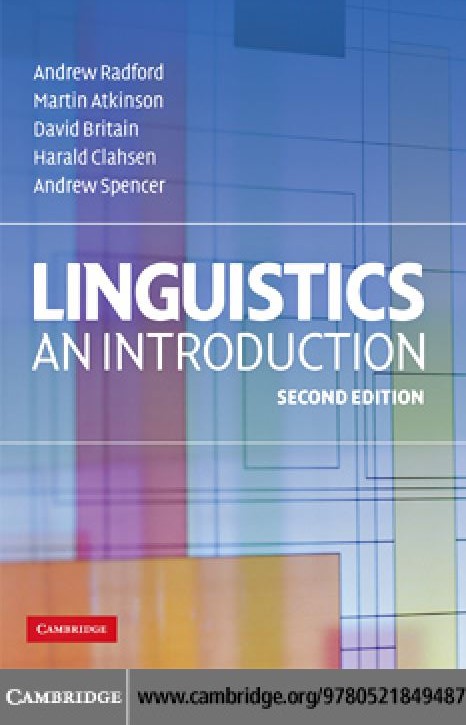 Andrew Radford
Martin Atkinson
David Britain
Harald Clahsen
Andrew Spencer
LINGUISTICS
AN INTRODUCTION
SECOND EDITION
CAMBRIDGE
CAMBRIDGE
www.cambridge.org/9780521849487